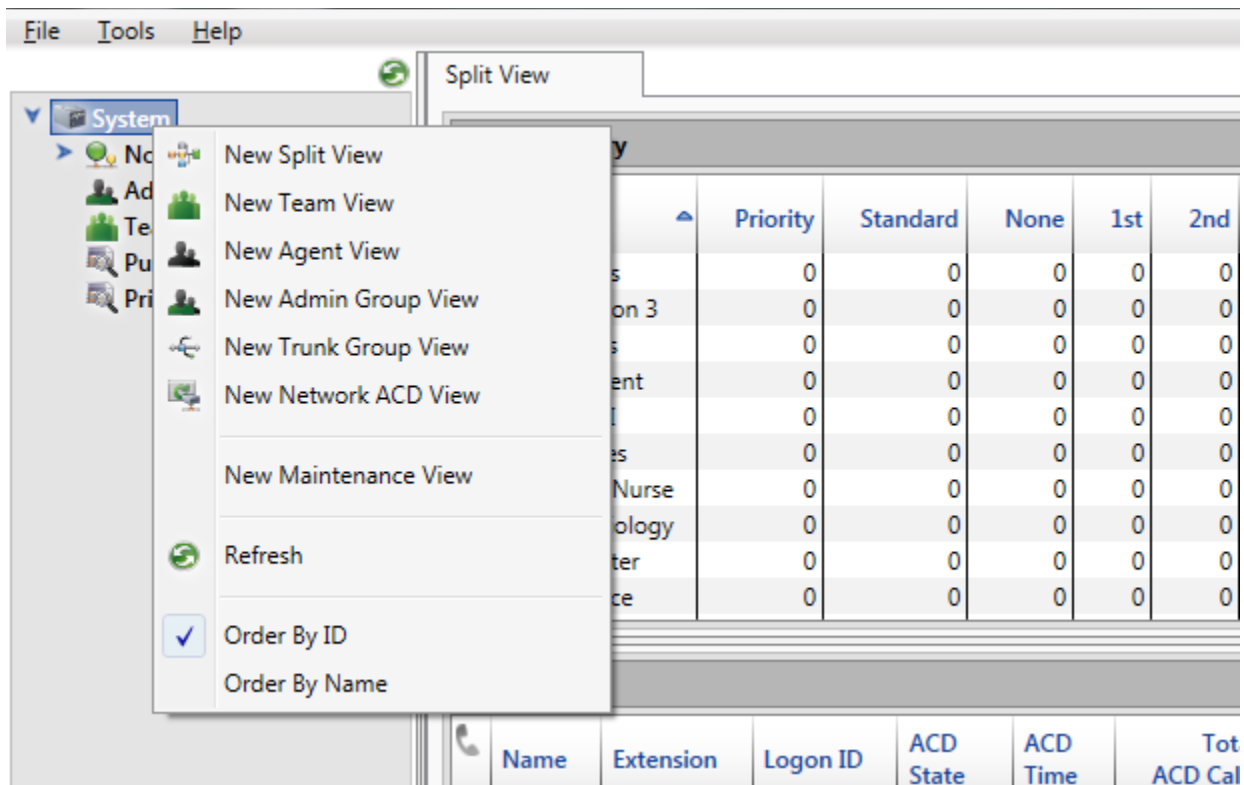 File Tools Help
Split View
System
New Split View
New Team View
New Agent View
New Admin Group View
New Trunk Group View
New Network ACD View
New Maintenance View
Refresh
Order By ID
Order By Name
Priority Standard None 1st 2nd
0 0 0 0 0
on 3 0 0 0 0 0
0 0 0 0 0
ent 0 0 0 0 0
0 0 0 0 0
es 0 0 0 0 0
Nurse 0 0 0 0 0
ology 0 0 0 0 0
ter 0 0 0 0 0
ce 0 0 0 0 0
Name Extension Logon ID ACD State ACD Time
ACD